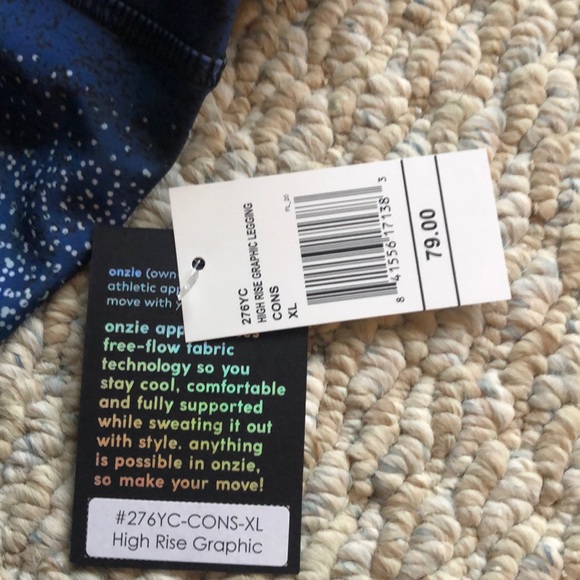 276YC
HIGH RISE GRAPHIC LEGGING
CONS
XL
FL_20
8 41556 17138 3
79.00
onzie (own
athletic app
move with y
onzie app
free-flow fabric
technology so you
stay cool, comfortable
and fully supported
while sweating it out
with style. anything
is possible in onzie,
so make your move!
#276YC-CONS-XL
High Rise Graphic